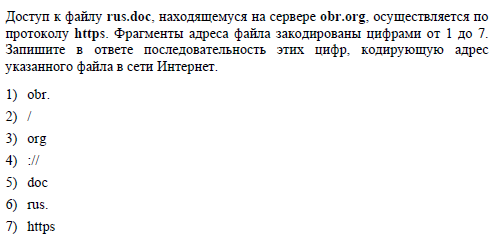 Доступ к файлу rus.doc, находящемуся на сервере obr.org, осуществляется по
протоколу https. Фрагменты адреса файла закодированы цифрами от 1 до 7.
Запишите в ответе последовательность этих цифр, кодирующую адрес
указанного файла в сети Интернет.
1) obr.
2) /
3) org
4) ://
5) doc
6) rus.
7) https